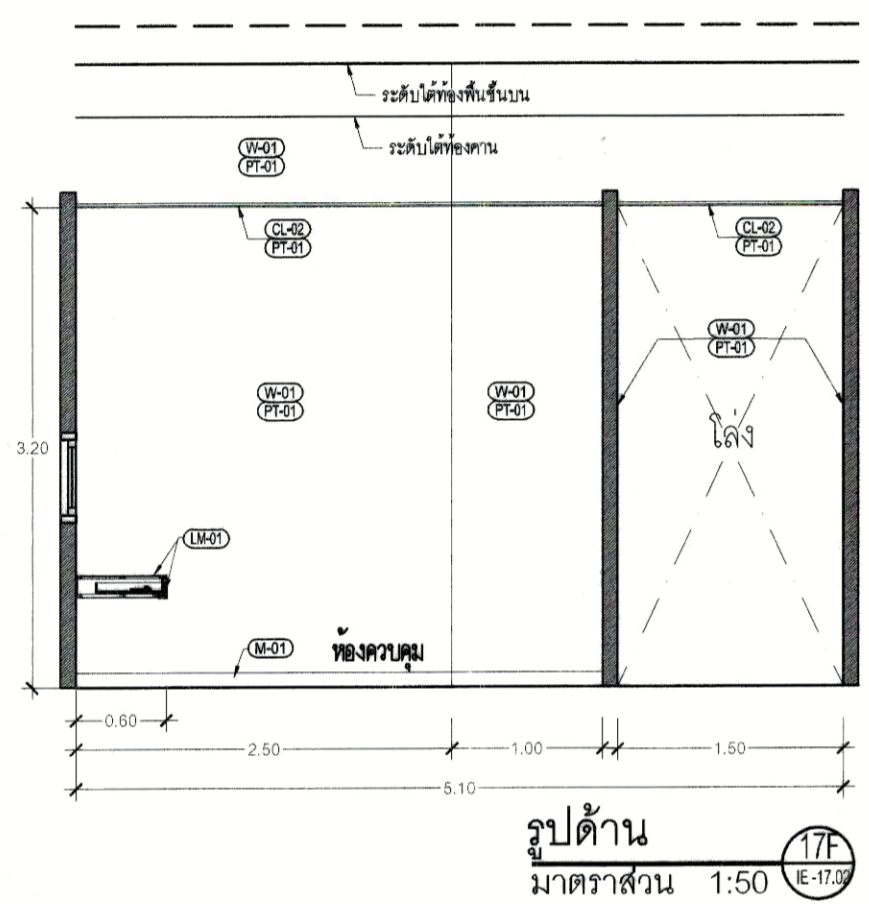 ระดับใต้ท้องพื้นชั้นบน
ระดับใต้ท้องคาน
W-01
PT-01
CL-02
PT-01
CL-02
PT-01
W-01
PT-01
W-01
PT-01
W-01
PT-01
โล่ง
3.20
LM-01
M-01
ห้องควบคุม
0.60
2.50
1.00
1.50
5.10
รูปด้าน
มาตราส่วน 1:50
17F
IE-17.02